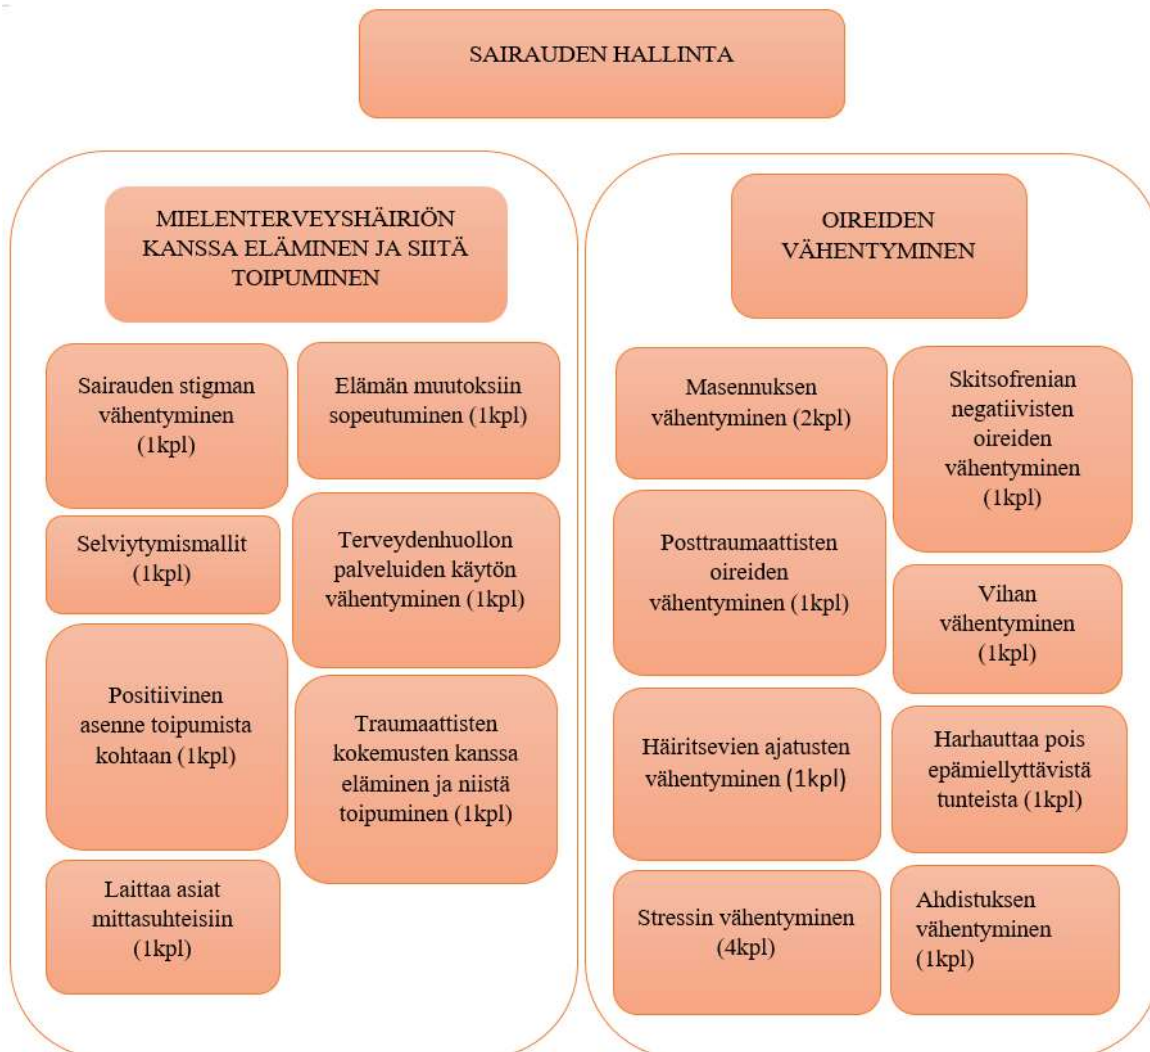 SAIRAUDEN HALLINTA
MIELENTERVEYSHÄIRIÖN
KANSSA ELÄMINEN JA SIITÄ
TOIPUMINEN
Sairauden stigman
vähentyminen
(1kpl)
Elämän muutoksiin
sopeutuminen (1kpl)
Selviytymismallit
(1kpl)
Terveydenhuollon
palveluiden käytön
vähentyminen (1kpl)
Positiivinen
asenne toipumista
kohtaan (1kpl)
Traumaattisten
kokemusten kanssa
eläminen ja niistä
toipuminen (1kpl)
Laittaa asiat
mittasuhteisiin
(1kpl)
OIREIDEN
VÄHENTYMINEN
Masennuksen
vähentyminen (2kpl)
Skitsofrenian
negatiivisten
oireiden
vähentyminen
(1kpl)
Posttraumaattisten
oireiden
vähentyminen (1kpl)
Vihan
vähentyminen
(1kpl)
Häiritsevien ajatusten
vähentyminen (1kpl)
Harhauttaa pois
epämiellyttävistä
tunteista (1kpl)
Stressin vähentyminen
(4kpl)
Ahdistuksen
vähentyminen
(1kpl)